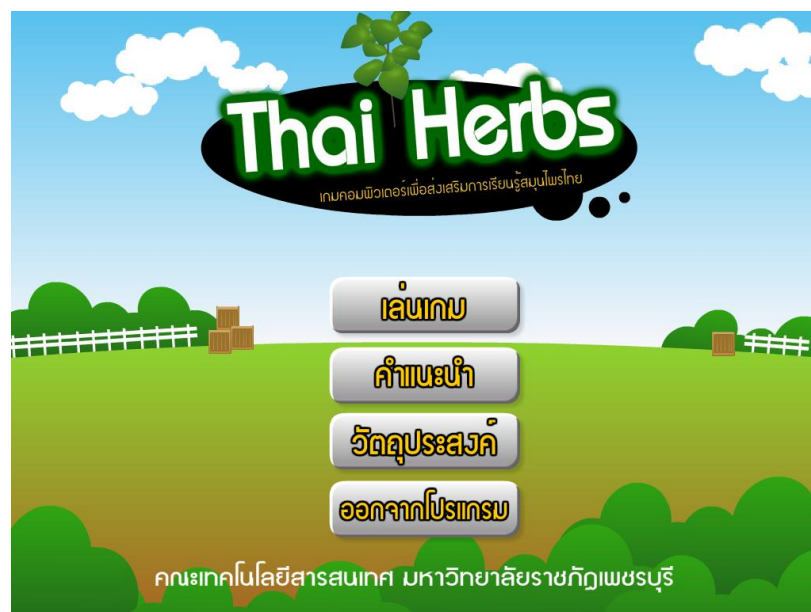 Thai Herbs
เกมคอมพิวเตอร์เพื่อส่งเสริมการเรียนรู้สมุนไพรไทย
เล่นเกม
คำแนะนำ
วัตถุประสงค์
ออกจากโปรแกรม
คณะเทคโนโลยีสารสนเทศ มหาวิทยาลัยราชภัฏเพชรบุรี